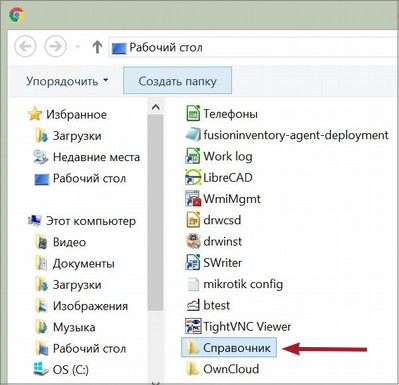 Рабочий стол
Упорядочить
Создать папку
Избранное
Загрузки
Недавние места
Рабочий стол
Этот компьютер
Видео
Документы
Загрузки
Изображения
Музыка
Рабочий стол
OS (C:)
Телефоны
fusioninventory-agent-deployment
Work log
LibreCAD
WmiMgmt
drwcsd
drwinst
SWriter
mikrotik config
btest
TightVNC Viewer
Справочник
OwnCloud